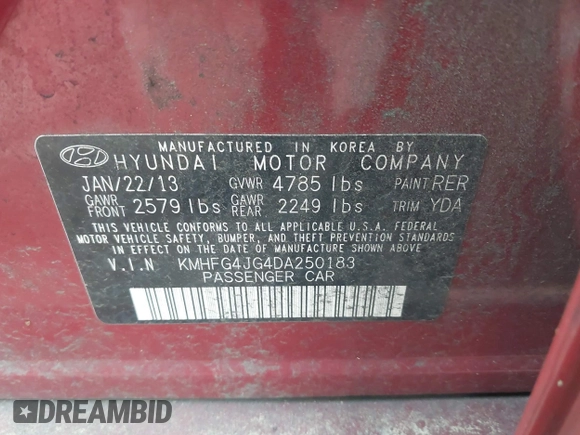 MANUFACTURED IN KOREA BY
HYUNDAI MOTOR COMPANY
JAN/22/13 GVWR 4785 lbs PAINT RER
GAWR FRONT 2579 lbs GAWR REAR 2249 lbs TRIM YDA
THIS VEHICLE CONFORMS TO ALL APPLICABLE U.S.A. FEDERAL
MOTOR VEHICLE SAFETY, BUMPER, AND THEFT PREVENTION STANDARDS
IN EFFECT ON THE DATE OF MANUFACTURE SHOWN ABOVE
V.I.N KMHFG4JG4DA250183
PASSENGER CAR
DREAMBID